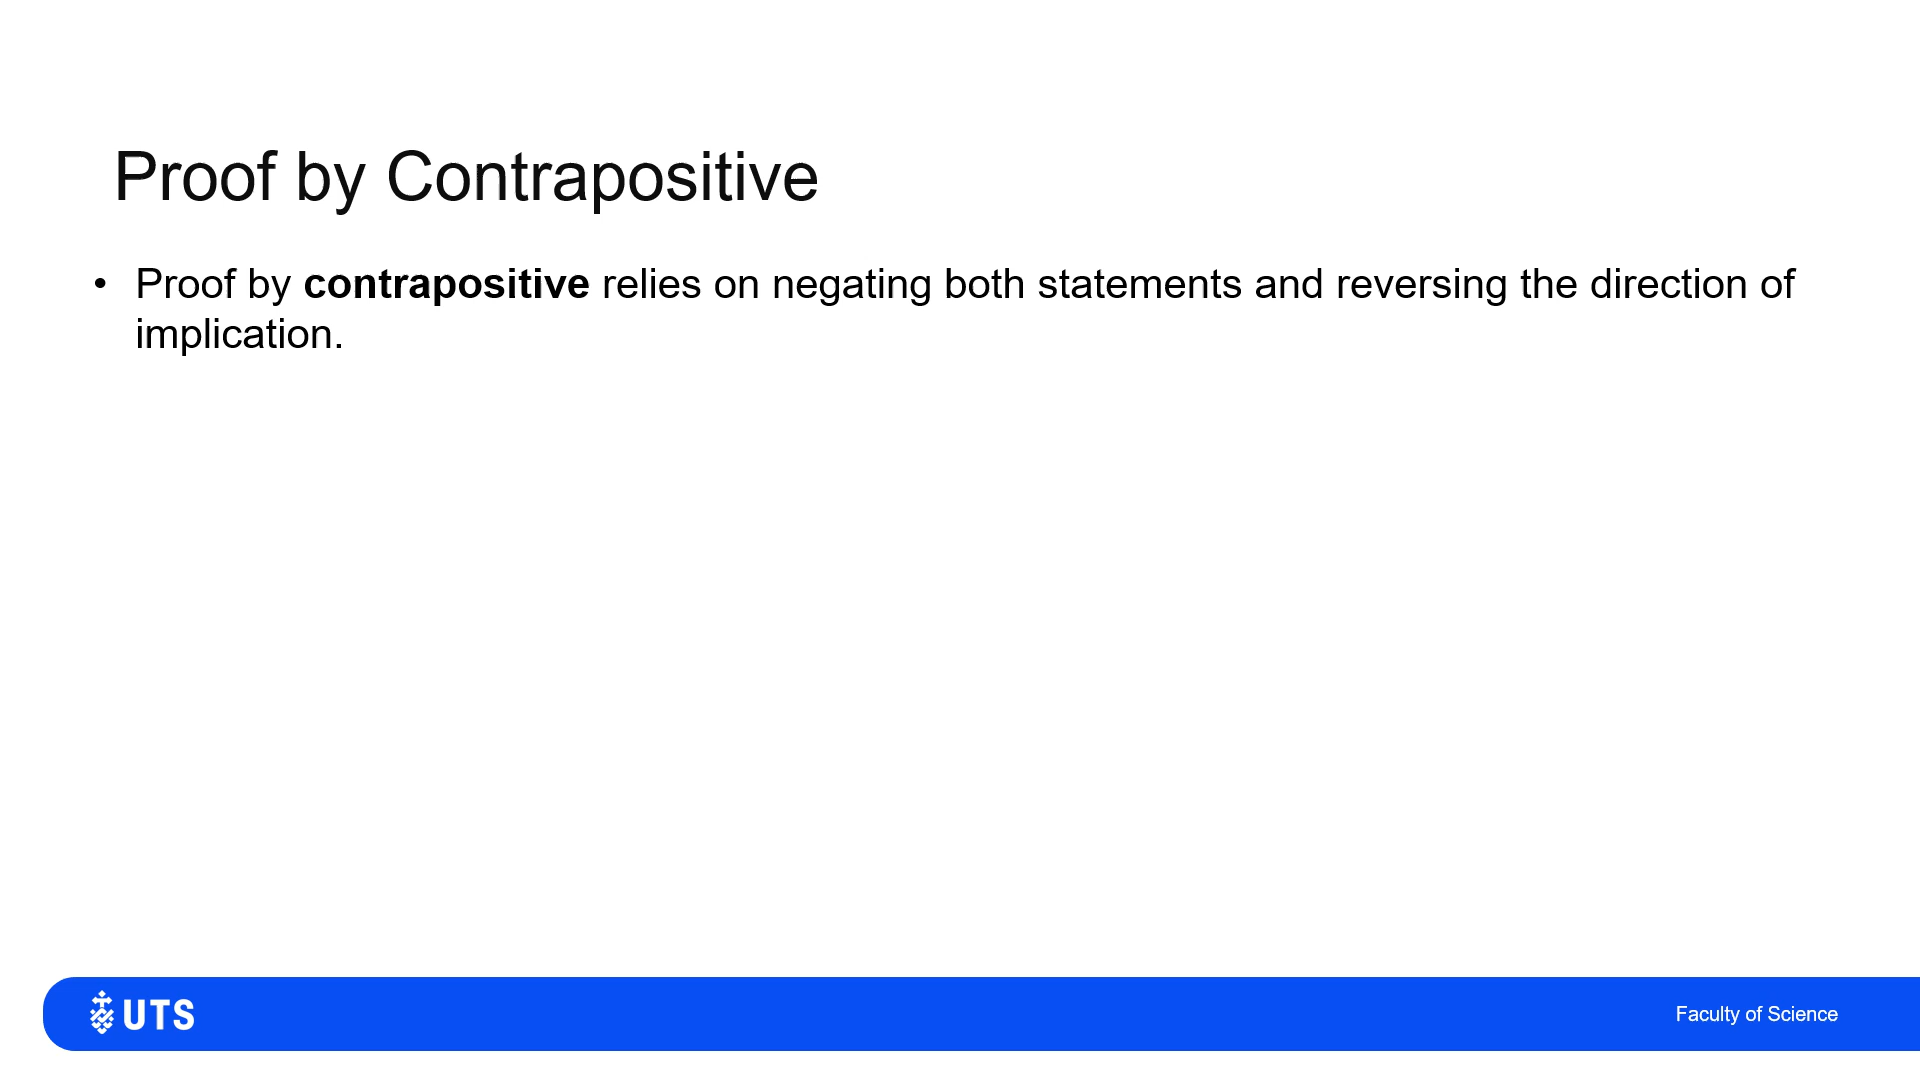 Proof by Contrapositive
• Proof by contrapositive relies on negating both statements and reversing the direction of
implication.
UTS
Faculty of Science